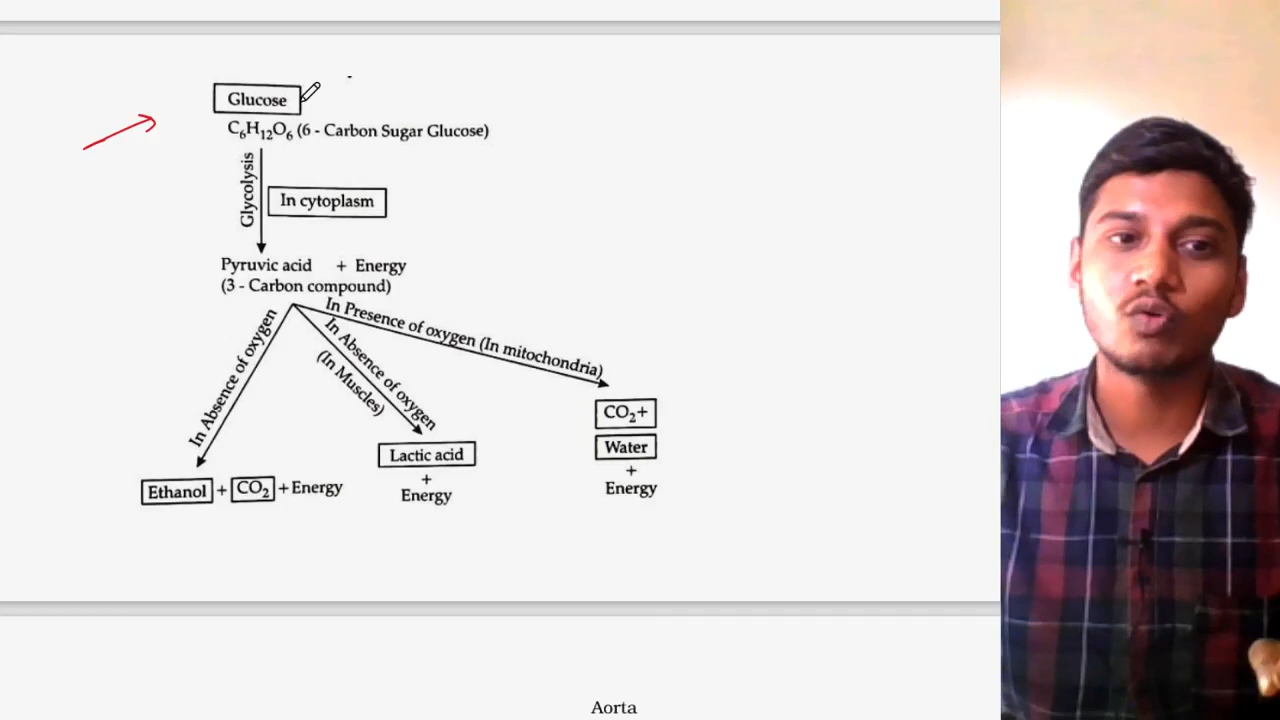 Glucose
C₆H₁₂O₆ (6 - Carbon Sugar Glucose)
Glycolysis
In cytoplasm
Pyruvic acid + Energy
(3 - Carbon compound)
In Absence of oxygen
In Absence of oxygen
(In Muscles)
In Presence of oxygen (In mitochondria)
Ethanol + CO₂ + Energy
Lactic acid
+
Energy
CO₂+
Water
+
Energy
Aorta